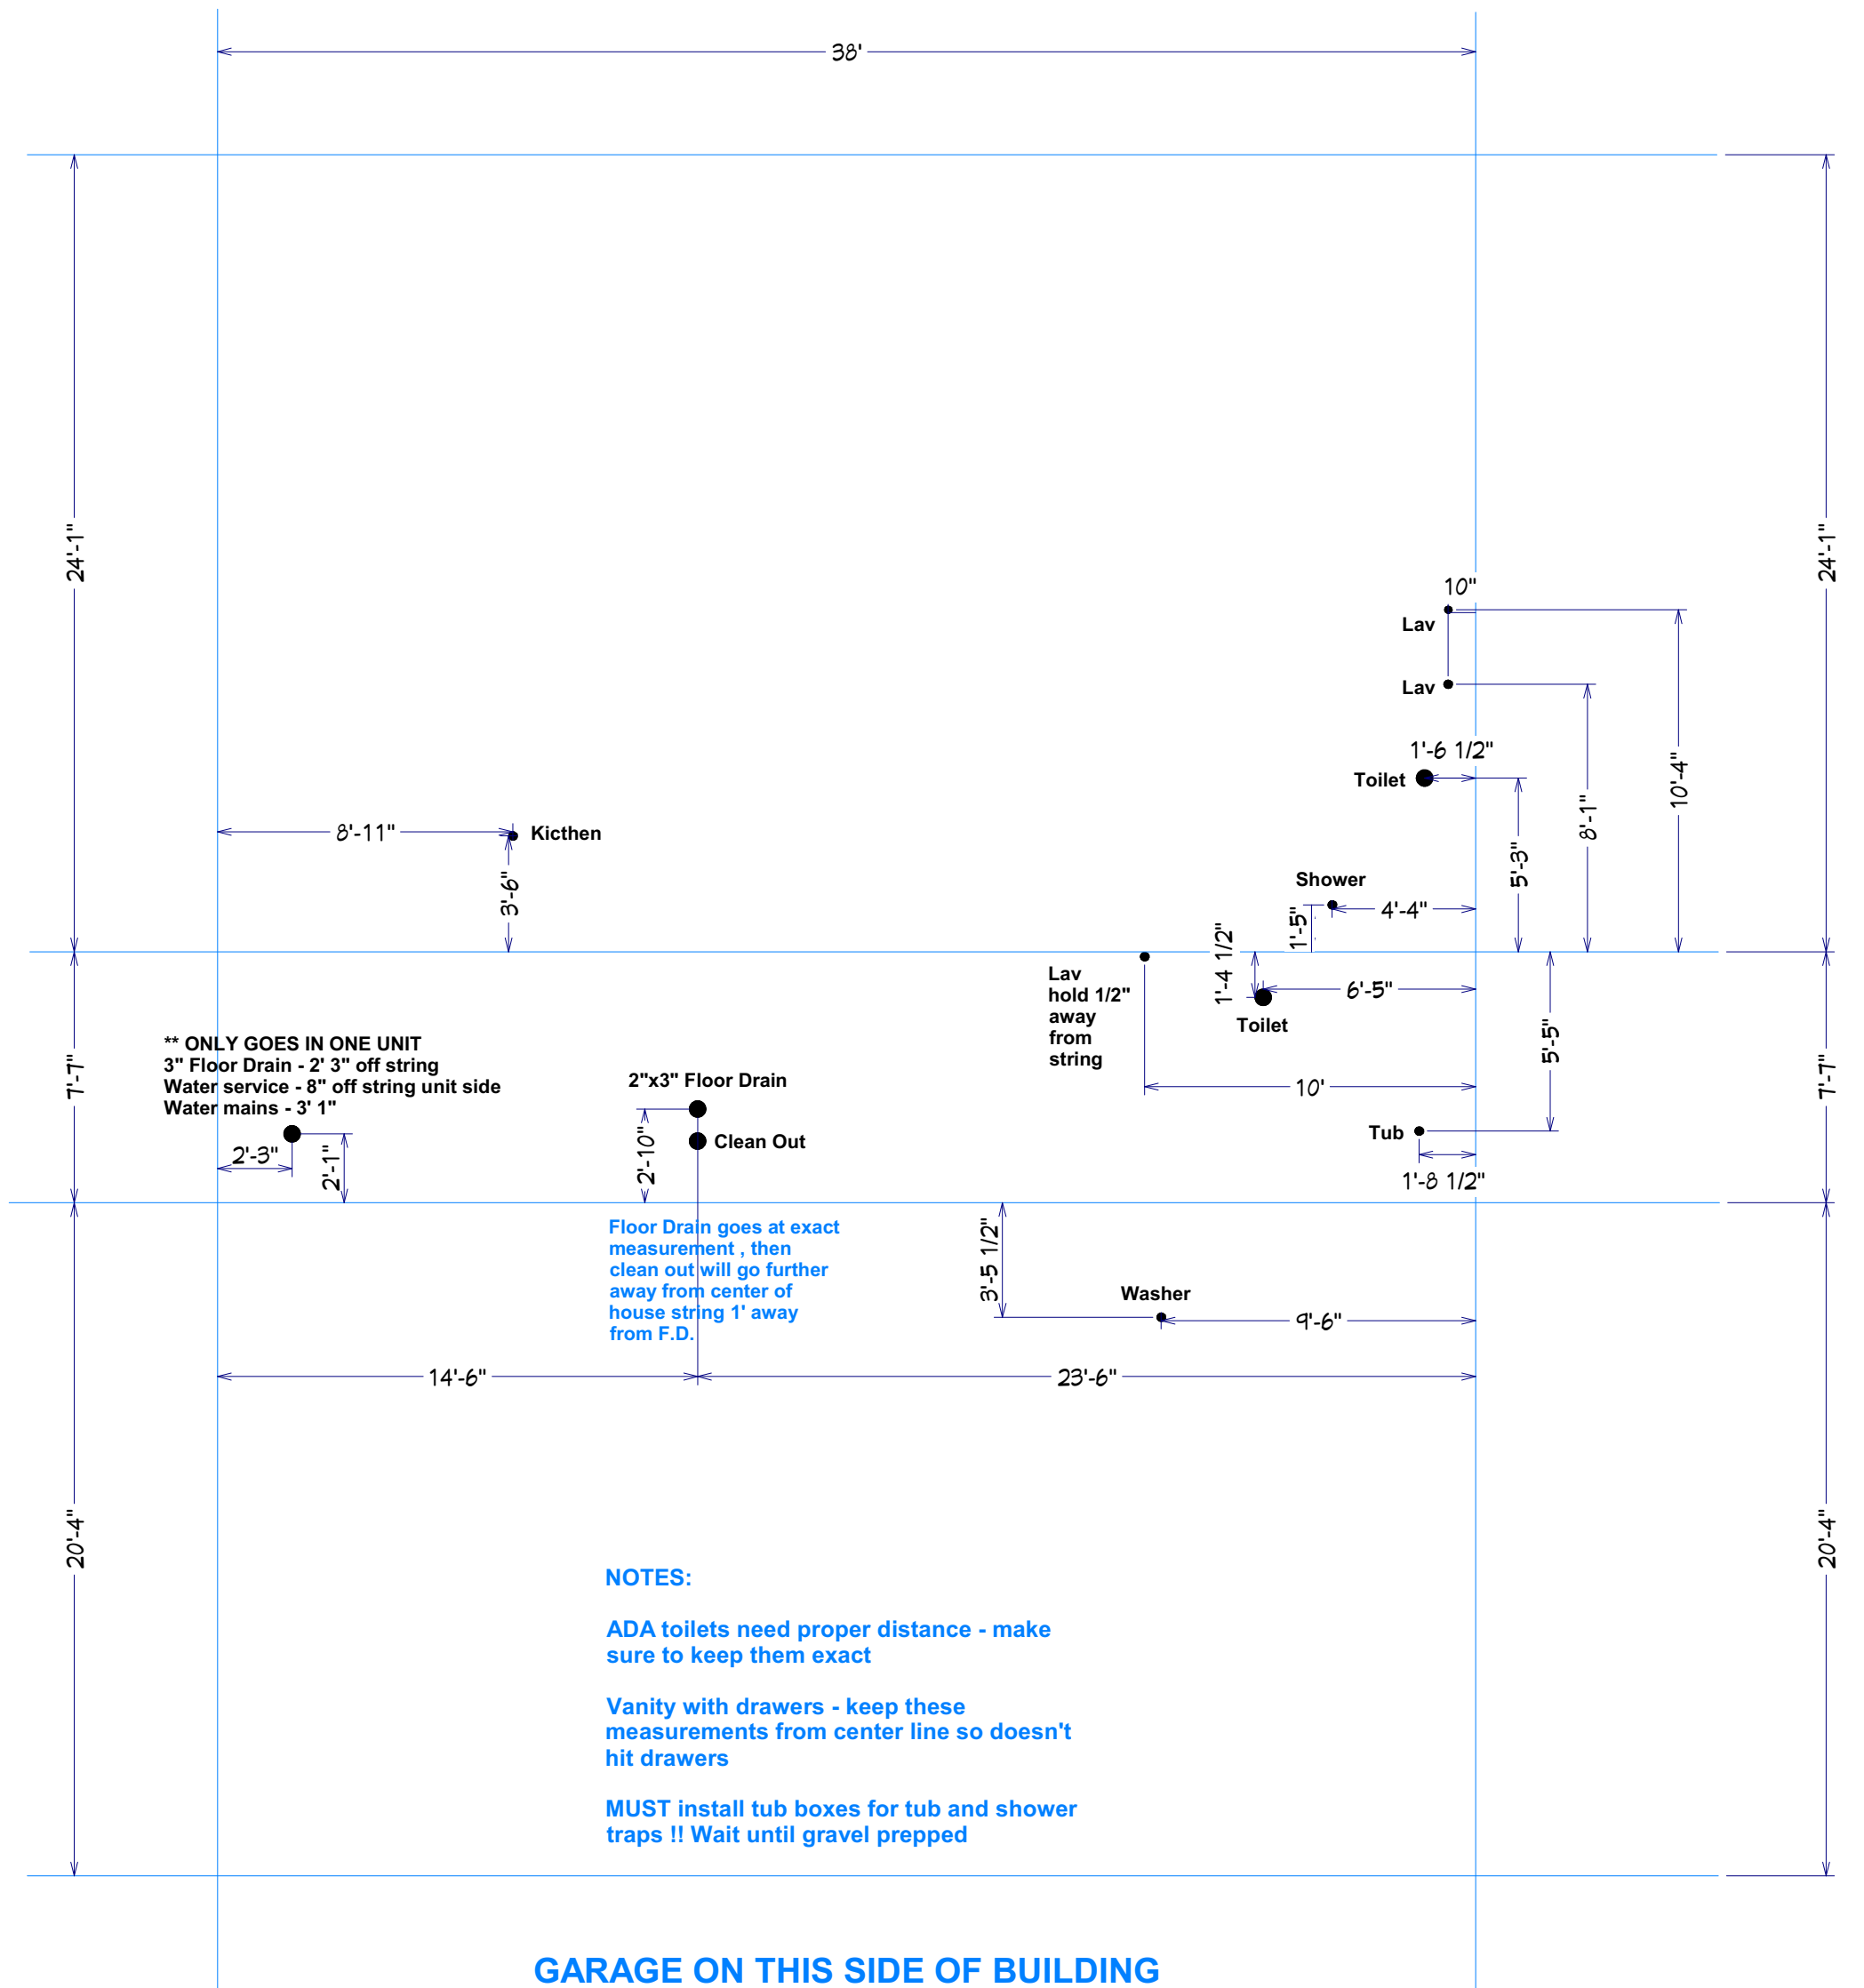 38'
24'-1"
24'-1"
10"
Lav
Lav
1'-6 1/2"
Toilet
10'-4"
8'-1"
5'-3"
8'-11"
Kicthen
3'-6"
Shower
4'-4"
1'-5"
1'-4 1/2"
6'-5"
Toilet
Lav
hold 1/2"
away
from
string
10'
5'-5"
7'-7"
7'-7"
** ONLY GOES IN ONE UNIT
3" Floor Drain - 2' 3" off string
Water service - 8" off string unit side
Water mains - 3' 1"
2'-3"
2'-1"
2"x3" Floor Drain
Clean Out
2'-10"
Tub
1'-8 1/2"
Floor Drain goes at exact
measurement , then
clean out will go further
away from center of
house string 1' away
from F.D.
3'-5 1/2"
Washer
9'-6"
14'-6"
23'-6"
20'-4"
20'-4"
NOTES:
ADA toilets need proper distance - make
sure to keep them exact
Vanity with drawers - keep these
measurements from center line so doesn't
hit drawers
MUST install tub boxes for tub and shower
traps !! Wait until gravel prepped
GARAGE ON THIS SIDE OF BUILDING